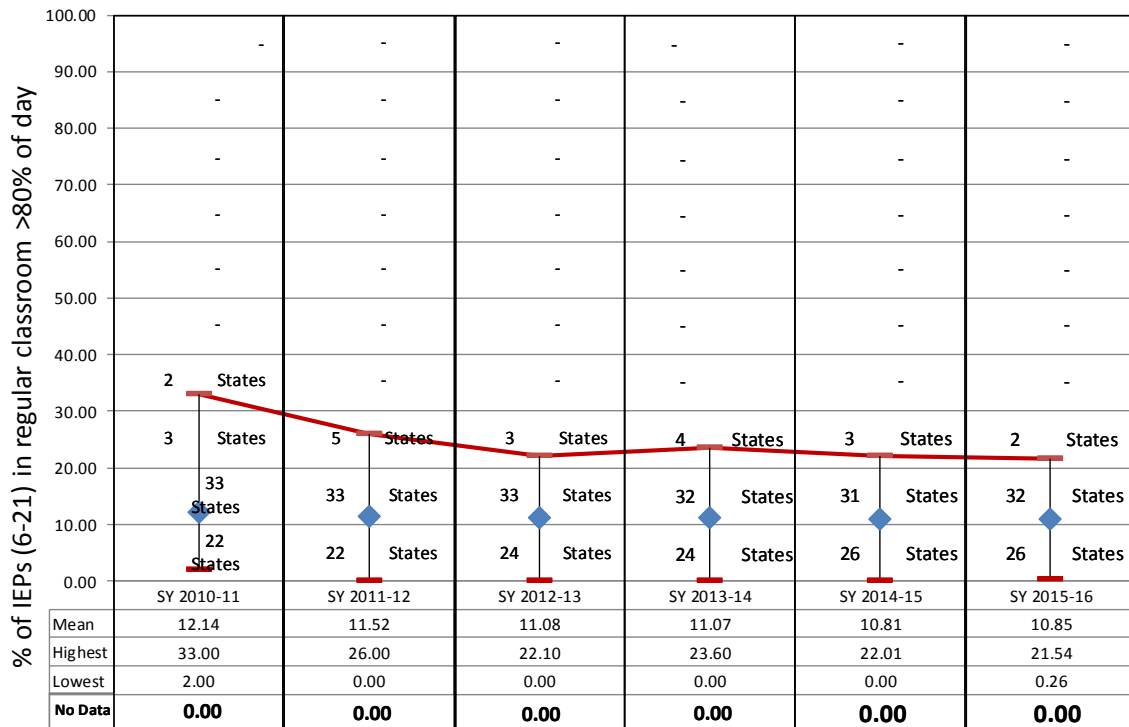 % of IEPs (6-21) in regular classroom >80% of day
100.00
- - - - - -
90.00
- - - - - -
80.00
- - - - - -
70.00
- - - - - -
60.00
- - - - - -
50.00
- - - - - -
40.00
2 States - - - - -
30.00
3 States 5 States 3 States 4 States 3 States 2 States
20.00
33 States 33 States 33 States 32 States 31 States 32 States
10.00
22 States 22 States 24 States 24 States 26 States 26 States
0.00
SY 2010-11 SY 2011-12 SY 2012-13 SY 2013-14 SY 2014-15 SY 2015-16
Mean 12.14 11.52 11.08 11.07 10.81 10.85
Highest 33.00 26.00 22.10 23.60 22.01 21.54
Lowest 2.00 0.00 0.00 0.00 0.00 0.26
No Data 0.00 0.00 0.00 0.00 0.00 0.00